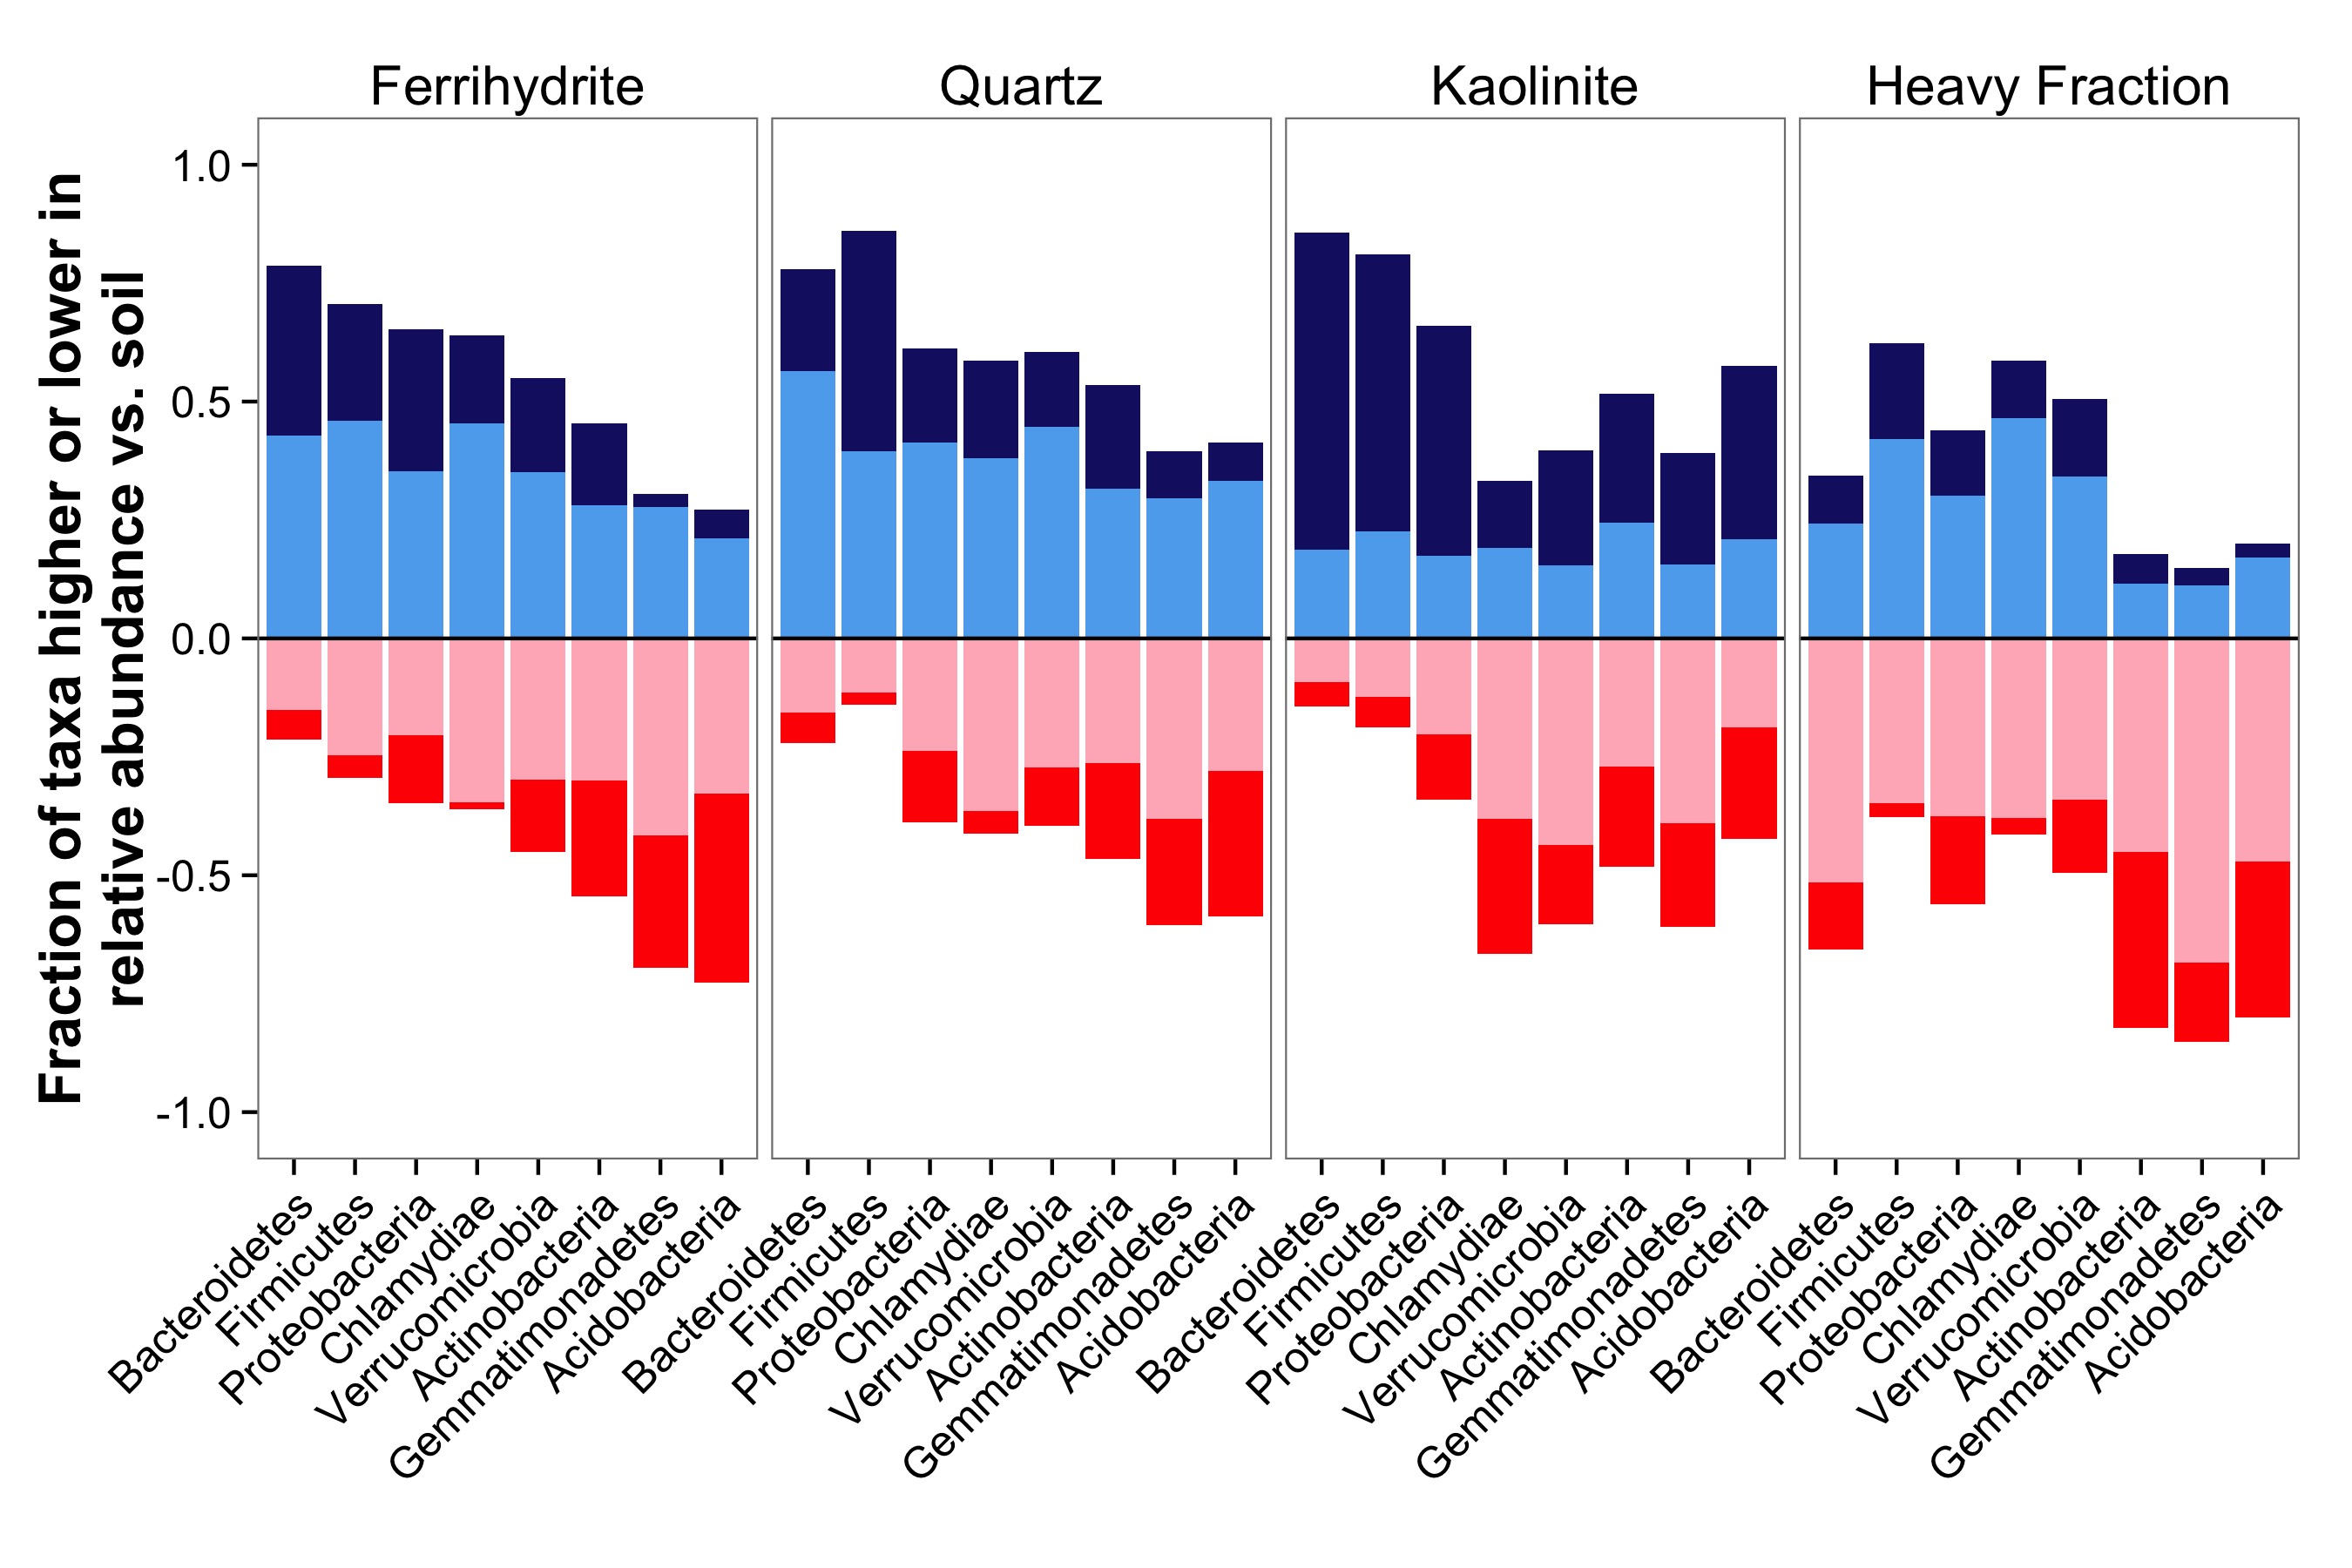 Ferrihydrite Quartz Kaolinite Heavy Fraction
Fraction of taxa higher or lower in
relative abundance vs. soil
1.0
0.5
0.0
-0.5
-1.0
Bacteroidetes
Firmicutes
Proteobacteria
Chlamydiae
Verrucomicrobia
Actinobacteria
Gemmatimonadetes
Acidobacteria
Bacteroidetes
Firmicutes
Proteobacteria
Chlamydiae
Verrucomicrobia
Actinobacteria
Gemmatimonadetes
Acidobacteria
Bacteroidetes
Firmicutes
Proteobacteria
Chlamydiae
Verrucomicrobia
Actinobacteria
Gemmatimonadetes
Acidobacteria
Bacteroidetes
Firmicutes
Proteobacteria
Chlamydiae
Verrucomicrobia
Actinobacteria
Gemmatimonadetes
Acidobacteria